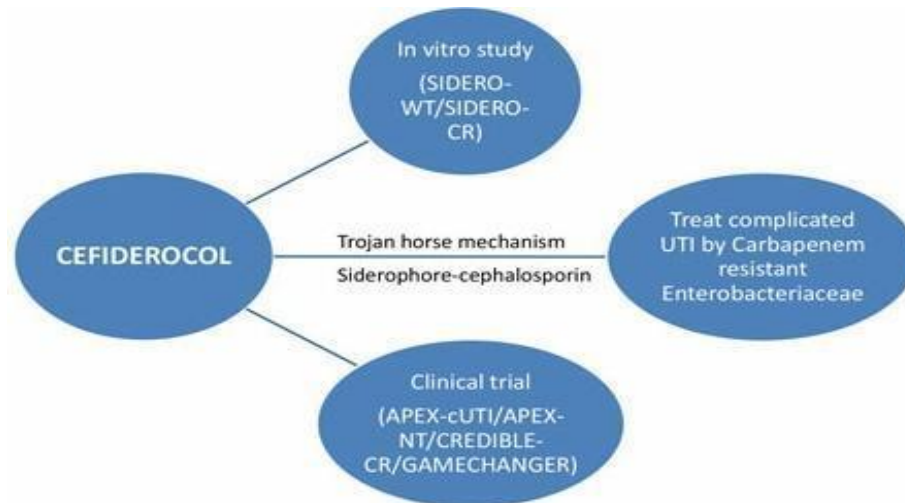 In vitro study
(SIDERO-
WT/SIDERO-
CR)
CEFIDEROCOL
Trojan horse mechanism
Siderophore-cephalosporin
Treat complicated
UTI by Carbapenem
resistant
Enterobacteriaceae
Clinical trial
(APEX-cUTI/APEX-
NT/CREDIBLE-
CR/GAMECHANGER)